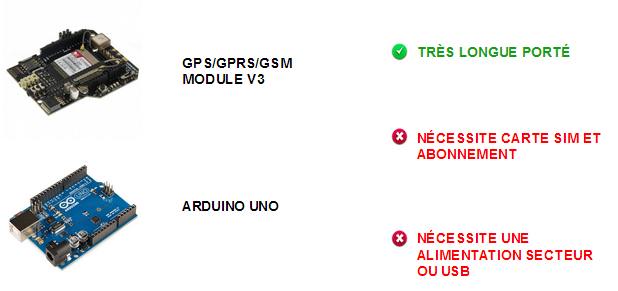 GPS/GPRS/GSM
MODULE V3
TRÈS LONGUE PORTÉ
NÉCESSITE CARTE SIM ET
ABONNEMENT
ARDUINO UNO
NÉCESSITE UNE
ALIMENTATION SECTEUR
OU USB
UNO